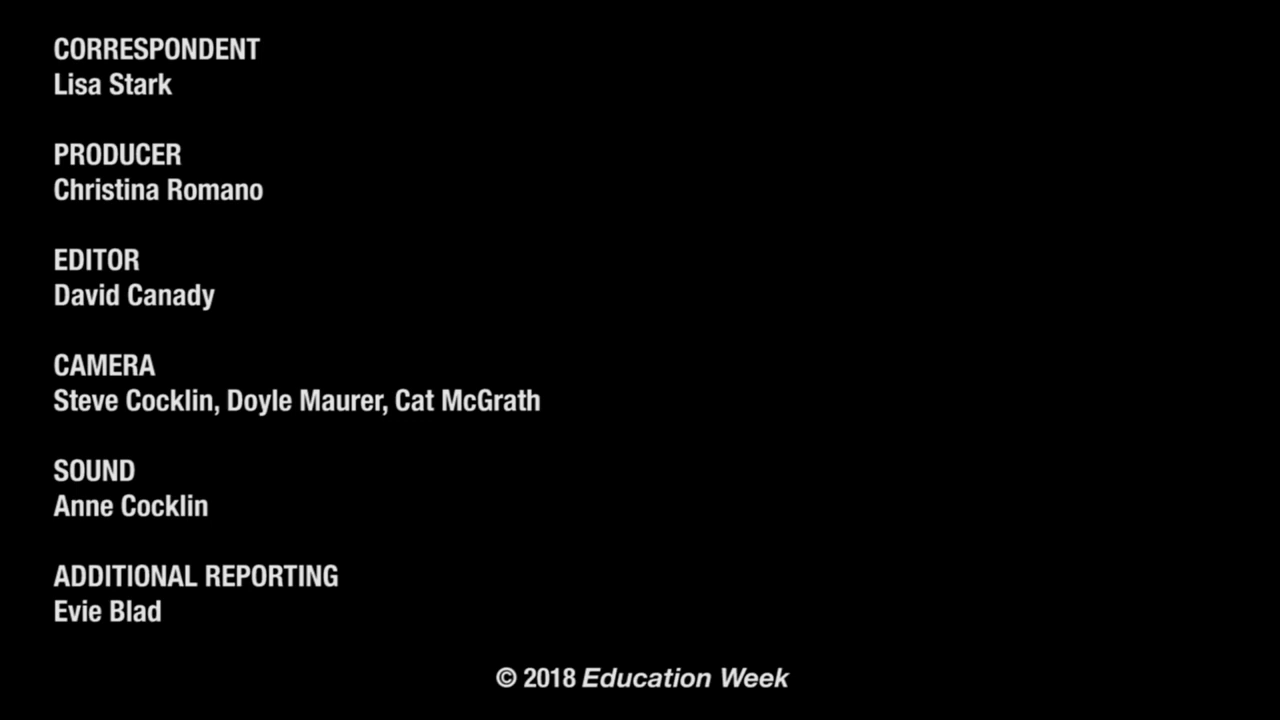 CORRESPONDENT
Lisa Stark
PRODUCER
Christina Romano
EDITOR
David Canady
CAMERA
Steve Cocklin, Doyle Maurer, Cat McGrath
SOUND
Anne Cocklin
ADDITIONAL REPORTING
Evie Blad
© 2018 Education Week